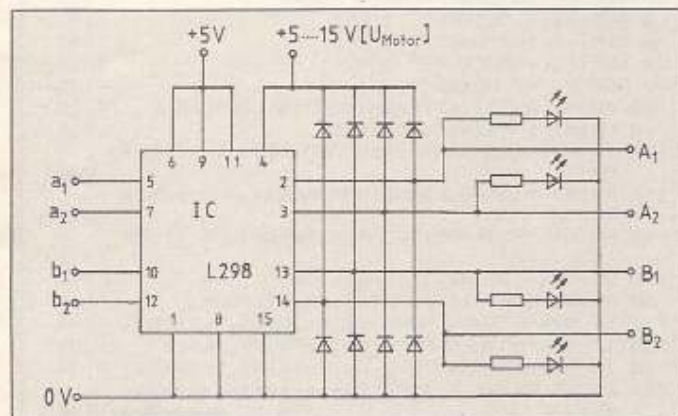 +5V +5....15 V [U Motor]
6 9 11 4
a1 5 2 A1
a2 7 IC 3 A2
b1 10 13 B1
b2 12 L298 14 B2
1 8 15
0 V